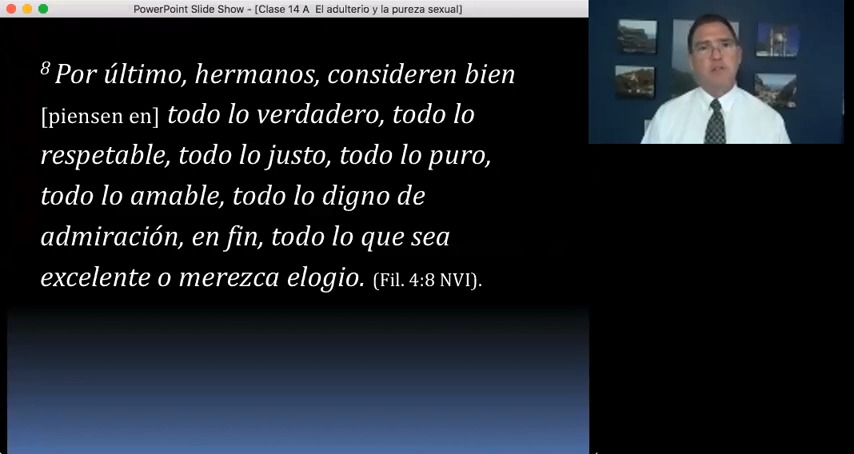 PowerPoint Slide Show - [Clase 14 A El adulterio y la pureza sexual]
8 Por último, hermanos, consideren bien
[piensen en] todo lo verdadero, todo lo
respetable, todo lo justo, todo lo puro,
todo lo amable, todo lo digno de
admiración, en fin, todo lo que sea
excelente o merezca elogio. (Fil. 4:8 NVI).